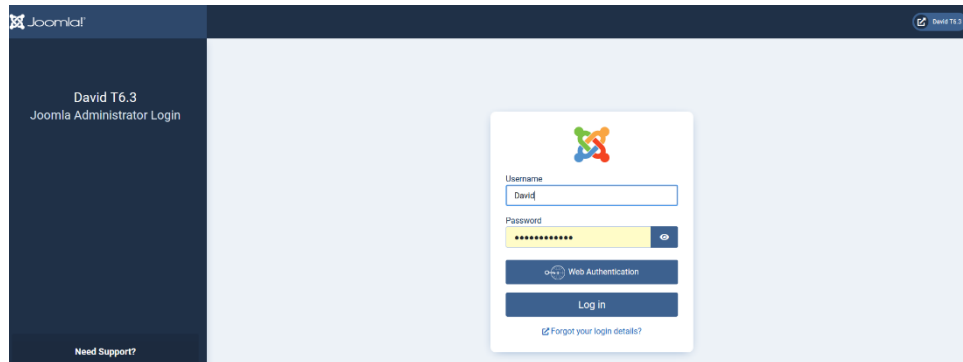 Joomla!®
David T6.3
David T6.3
Joomla Administrator Login
Username
David
Password
••••••••••••
Web Authentication
Log in
Forgot your login details?
Need Support?